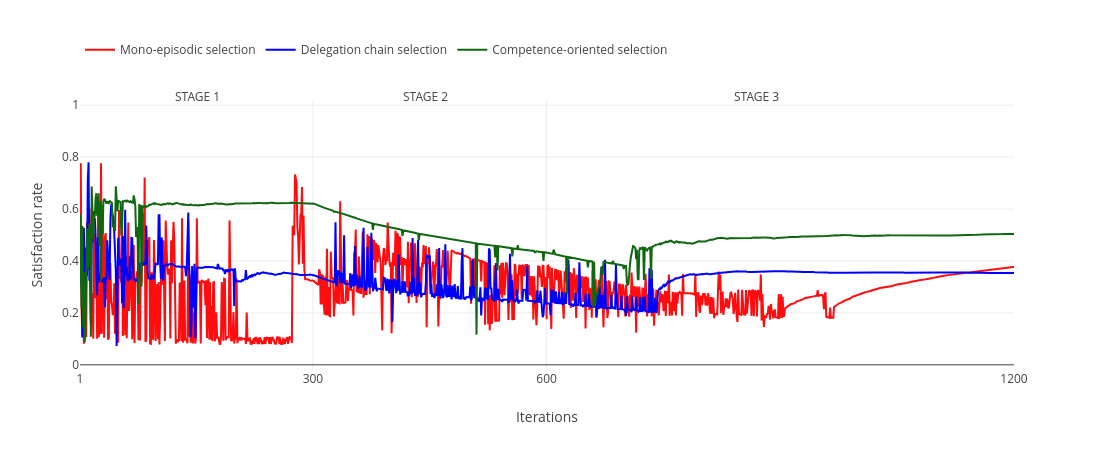 Mono-episodic selection Delegation chain selection Competence-oriented selection
STAGE 1 STAGE 2 STAGE 3
1
0.8
0.6
0.4
0.2
0
Satisfaction rate
1 300 600 1200
Iterations